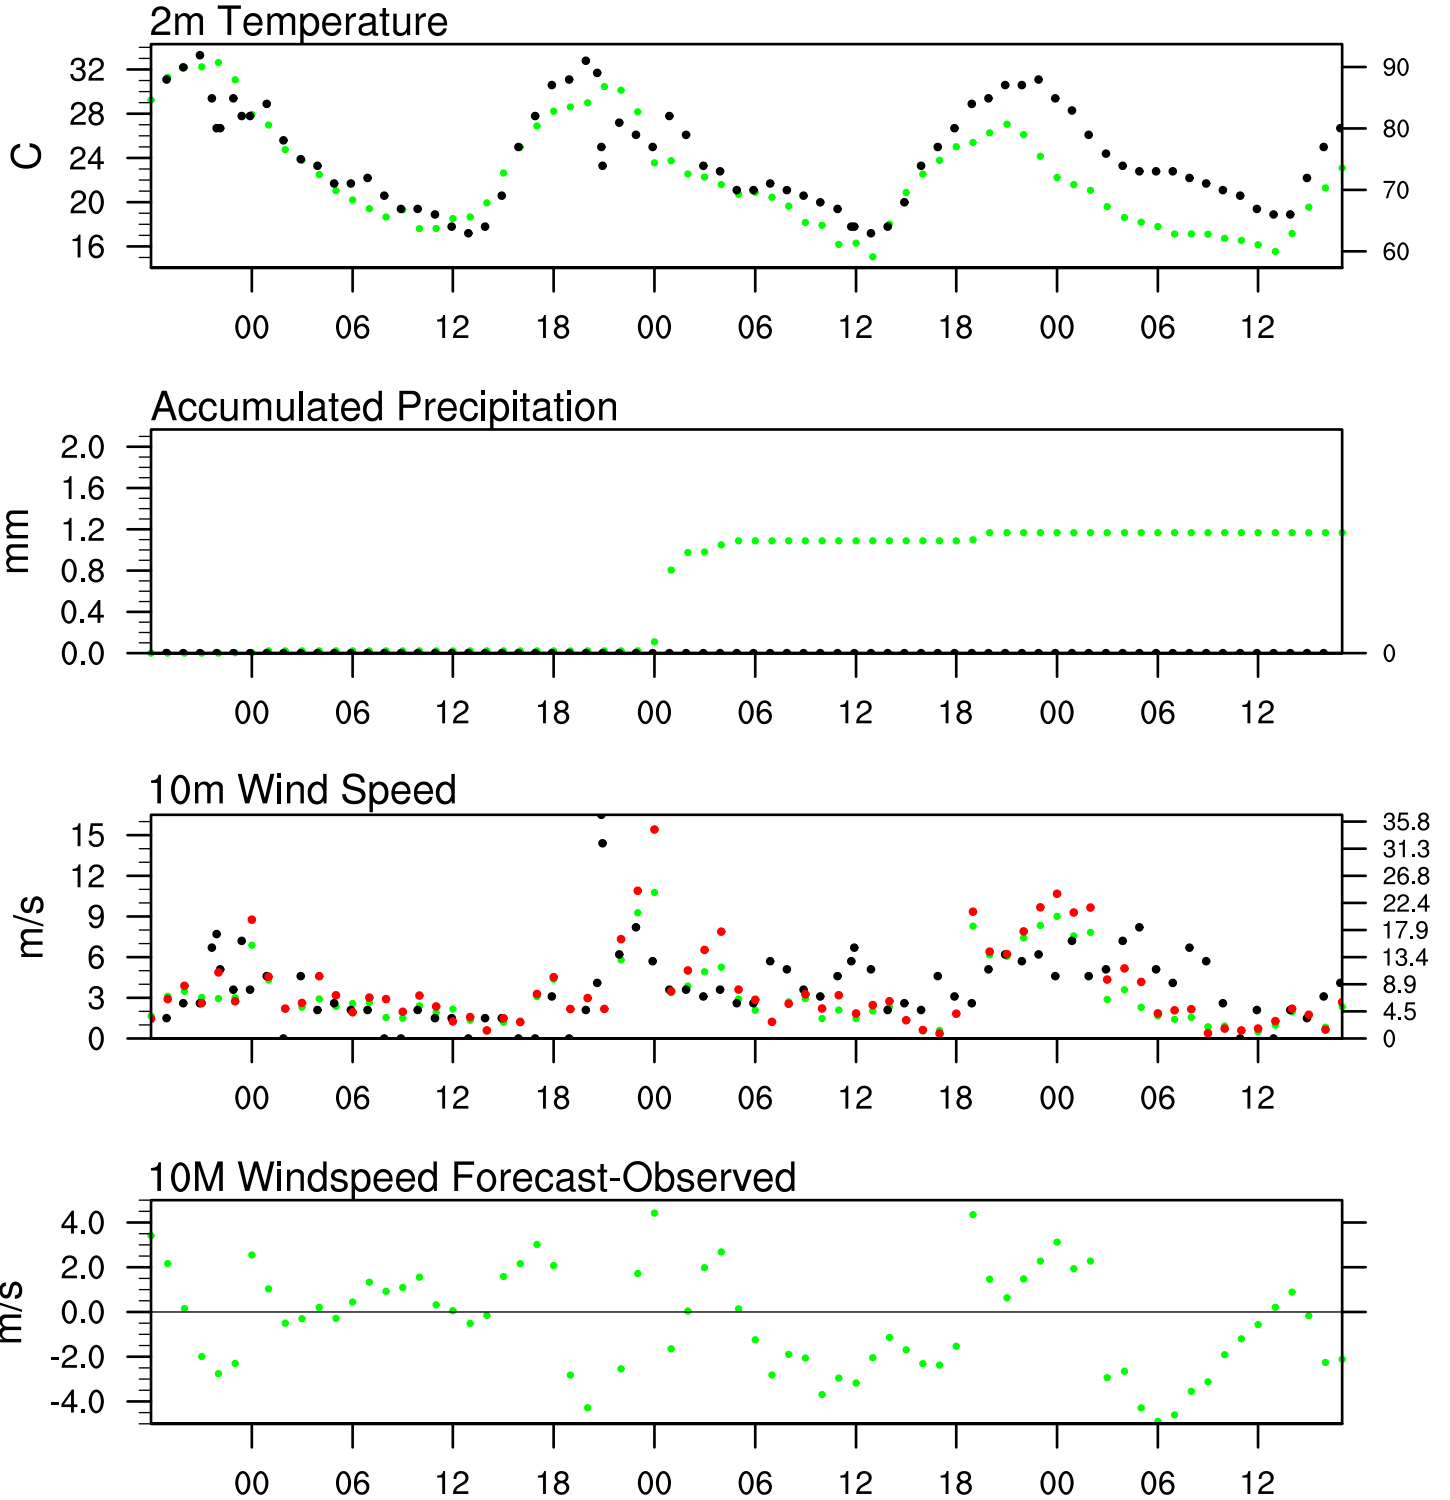 2m Temperature
32 90
28
80
C
24
20 70
16 60
00 06 12 18 00 06 12 18 00 06 12
Accumulated Precipitation
2.0
1.6
1.2
mm
0.8
0.4
0.0 0
00 06 12 18 00 06 12 18 00 06 12
10m Wind Speed
35.8
15
31.3
12 26.8
22.4
9
17.9
m/s
6 13.4
8.9
3
4.5
0 0
00 06 12 18 00 06 12 18 00 06 12
10M Windspeed Forecast-Observed
4.0
2.0
0.0
m/s
-2.0
-4.0
00 06 12 18 00 06 12 18 00 06 12